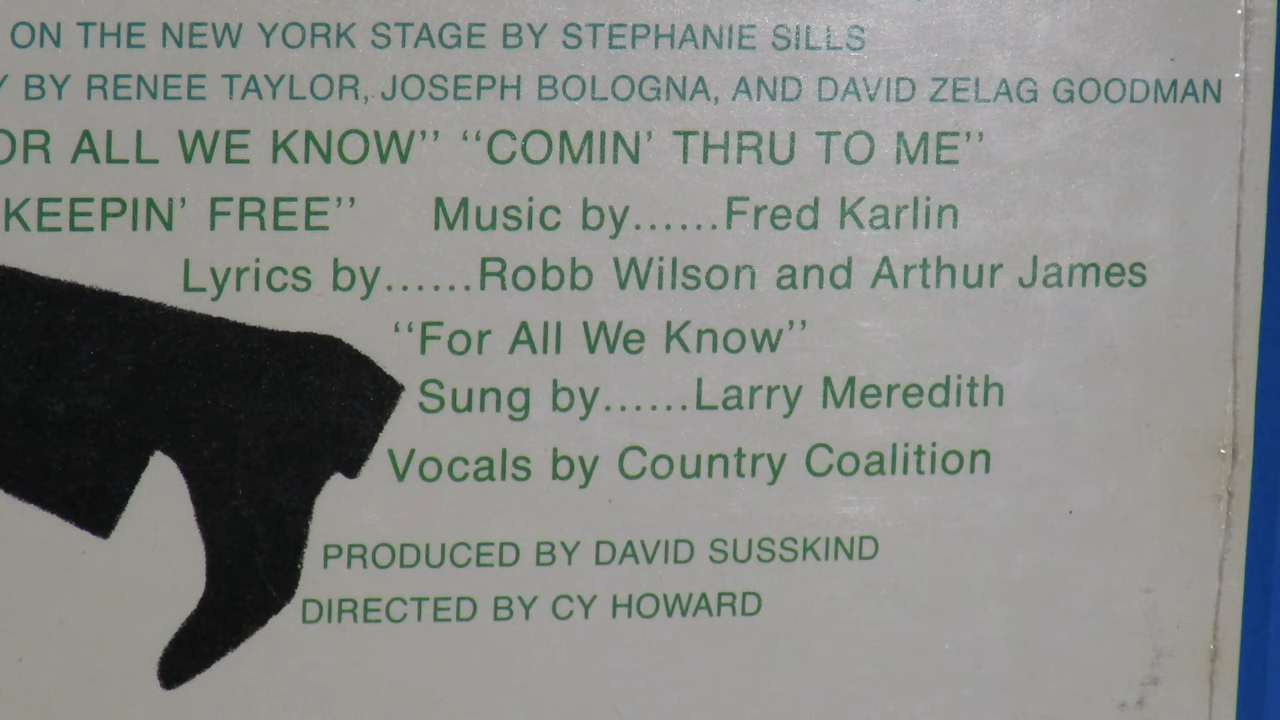 ON THE NEW YORK STAGE BY STEPHANIE SILLS
BY RENEE TAYLOR, JOSEPH BOLOGNA, AND DAVID ZELAG GOODMAN
ALL WE KNOW” “COMIN’ THRU TO ME”
KEEPIN’ FREE” Music by......Fred Karlin
Lyrics by......Robb Wilson and Arthur James
“For All We Know”
Sung by......Larry Meredith
Vocals by Country Coalition
PRODUCED BY DAVID SUSSKIND
DIRECTED BY CY HOWARD